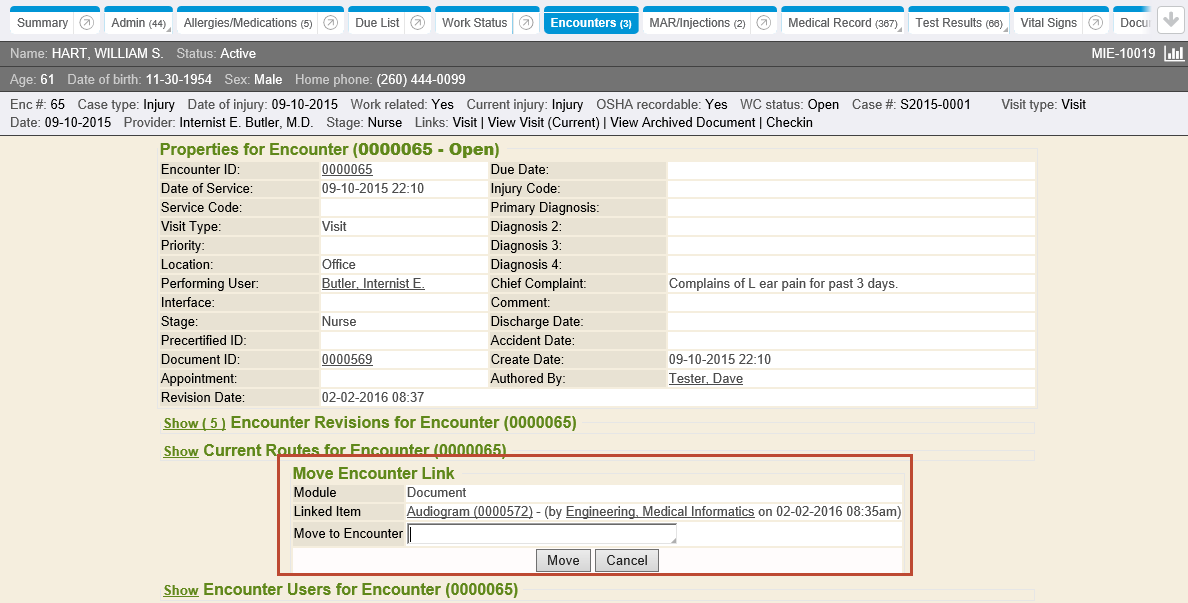 Summary Admin (44) Allergies/Medications (5) Due List Work Status Encounters (3) MAR/Injections (2) Medical Record (367) Test Results (66) Vital Signs Docu
Name: HART, WILLIAM S. Status: Active MIE-10019
Age: 61 Date of birth: 11-30-1954 Sex: Male Home phone: (260) 444-0099
Enc #: 65 Case type: Injury Date of injury: 09-10-2015 Work related: Yes Current injury: Injury OSHA recordable: Yes WC status: Open Case #: S2015-0001 Visit type: Visit
Date: 09-10-2015 Provider: Internist E. Butler, M.D. Stage: Nurse Links: Visit | View Visit (Current) | View Archived Document | Checkin
Properties for Encounter (0000065 - Open)
Encounter ID: 0000065 Due Date:
Date of Service: 09-10-2015 22:10 Injury Code:
Service Code: Primary Diagnosis:
Visit Type: Visit Diagnosis 2:
Priority: Diagnosis 3:
Location: Office Diagnosis 4:
Performing User: Butler, Internist E. Chief Complaint: Complains of L ear pain for past 3 days.
Interface: Comment:
Stage: Nurse Discharge Date:
Precertified ID: Accident Date:
Document ID: 0000569 Create Date: 09-10-2015 22:10
Appointment: Authored By: Tester, Dave
Revision Date: 02-02-2016 08:37
Show ( 5 ) Encounter Revisions for Encounter (0000065)
Show Current Routes for Encounter (0000065)
Move Encounter Link
Module Document
Linked Item Audiogram (0000572) - (by Engineering, Medical Informatics on 02-02-2016 08:35am)
Move to Encounter
Move Cancel
Show Encounter Users for Encounter (0000065)